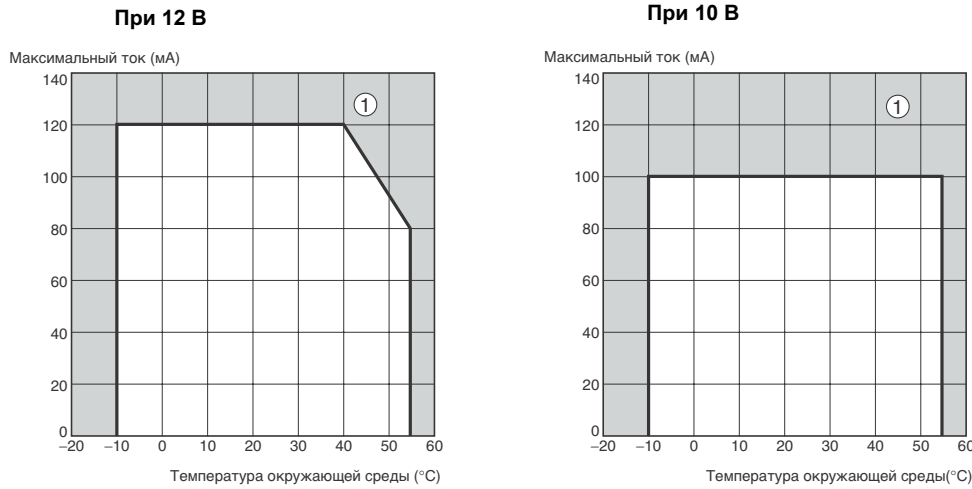 При 12 В
Максимальный ток (мА)
140
120
100
80
60
40
20
0
–20 –10 0 10 20 30 40 50 60
1
Температура окружающей среды (°C)
При 10 В
Максимальный ток (мА)
140
120
100
80
60
40
20
0
–20 –10 0 10 20 30 40 50 60
1
Температура окружающей среды(°C)